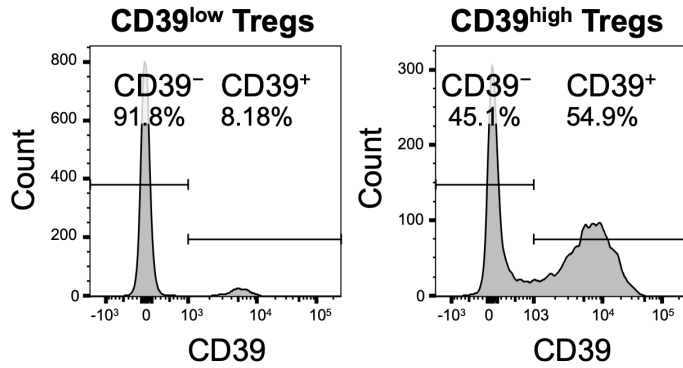 CD39low Tregs
800
600
400
200
0
Count
CD39⁻ CD39⁺
91.8% 8.18%
-10³ 0 10³ 10⁴ 10⁵
CD39
CD39high Tregs
300
200
100
0
Count
CD39⁻ CD39⁺
45.1% 54.9%
-10³ 0 103 10⁴ 10⁵
CD39